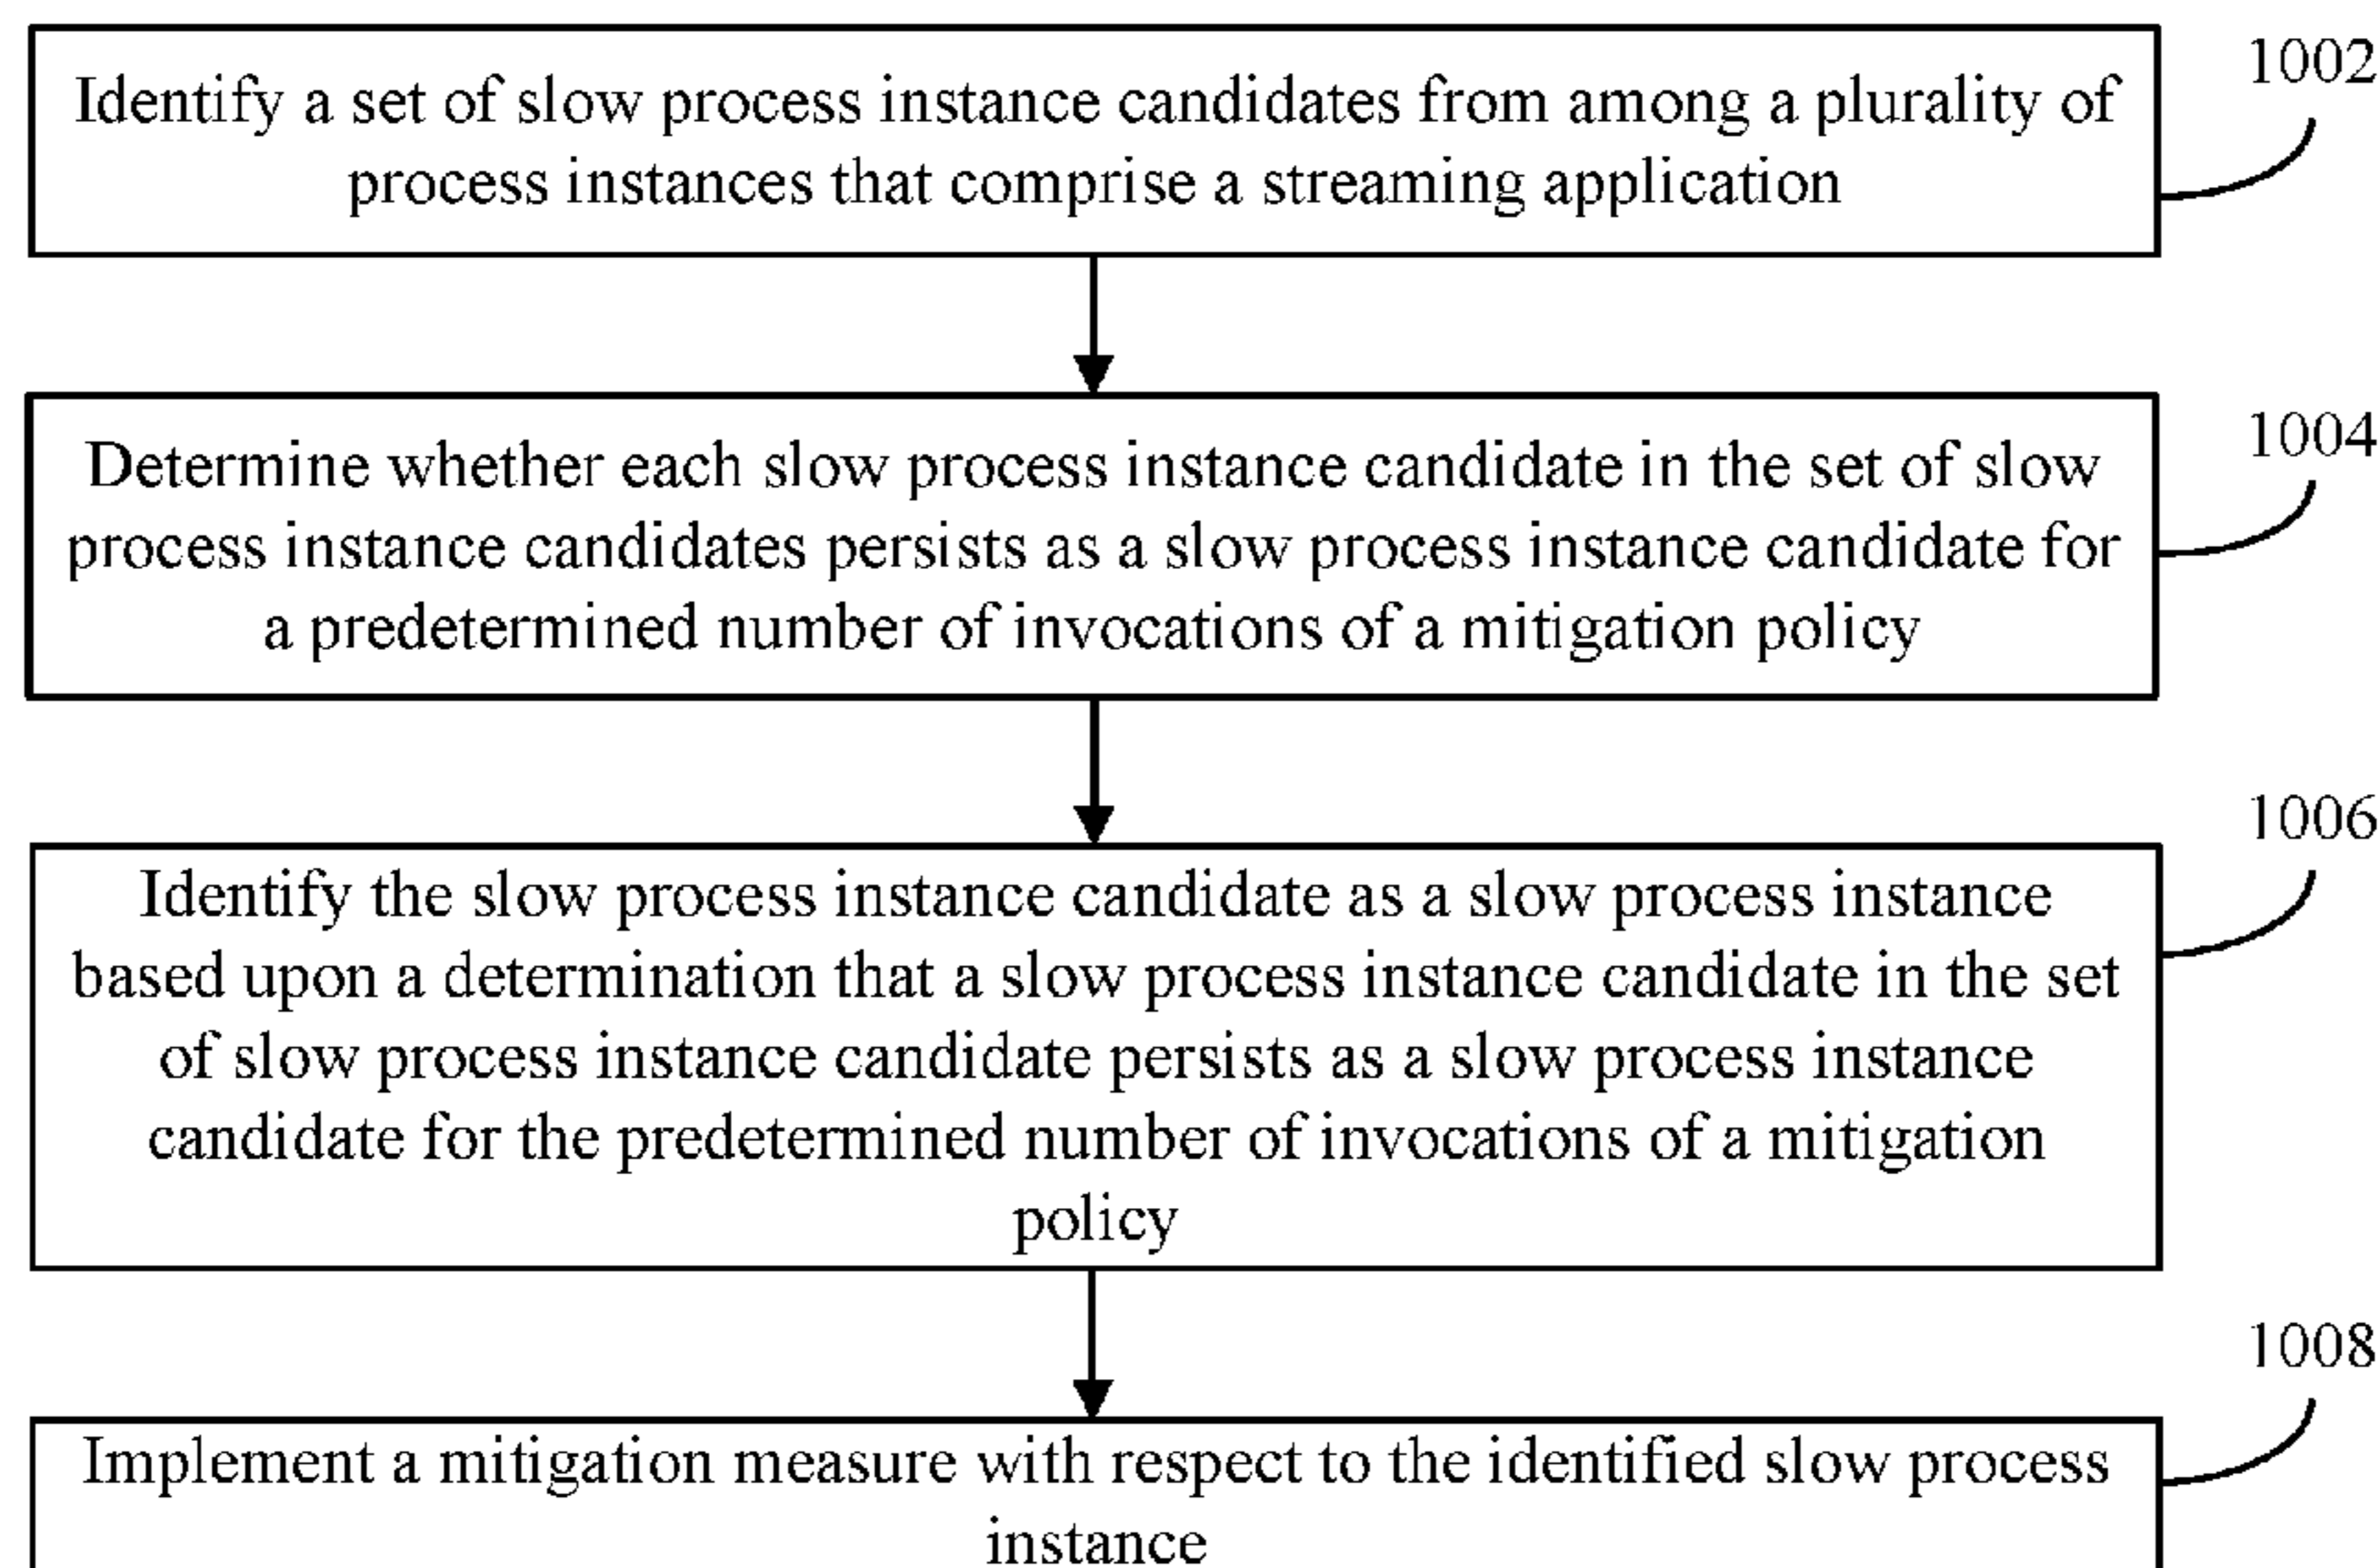 1002
Identify a set of slow process instance candidates from among a plurality of
process instances that comprise a streaming application
1004
Determine whether each slow process instance candidate in the set of slow
process instance candidates persists as a slow process instance candidate for
a predetermined number of invocations of a mitigation policy
1006
Identify the slow process instance candidate as a slow process instance
based upon a determination that a slow process instance candidate in the set
of slow process instance candidate persists as a slow process instance
candidate for the predetermined number of invocations of a mitigation
policy
1008
Implement a mitigation measure with respect to the identified slow process
instance